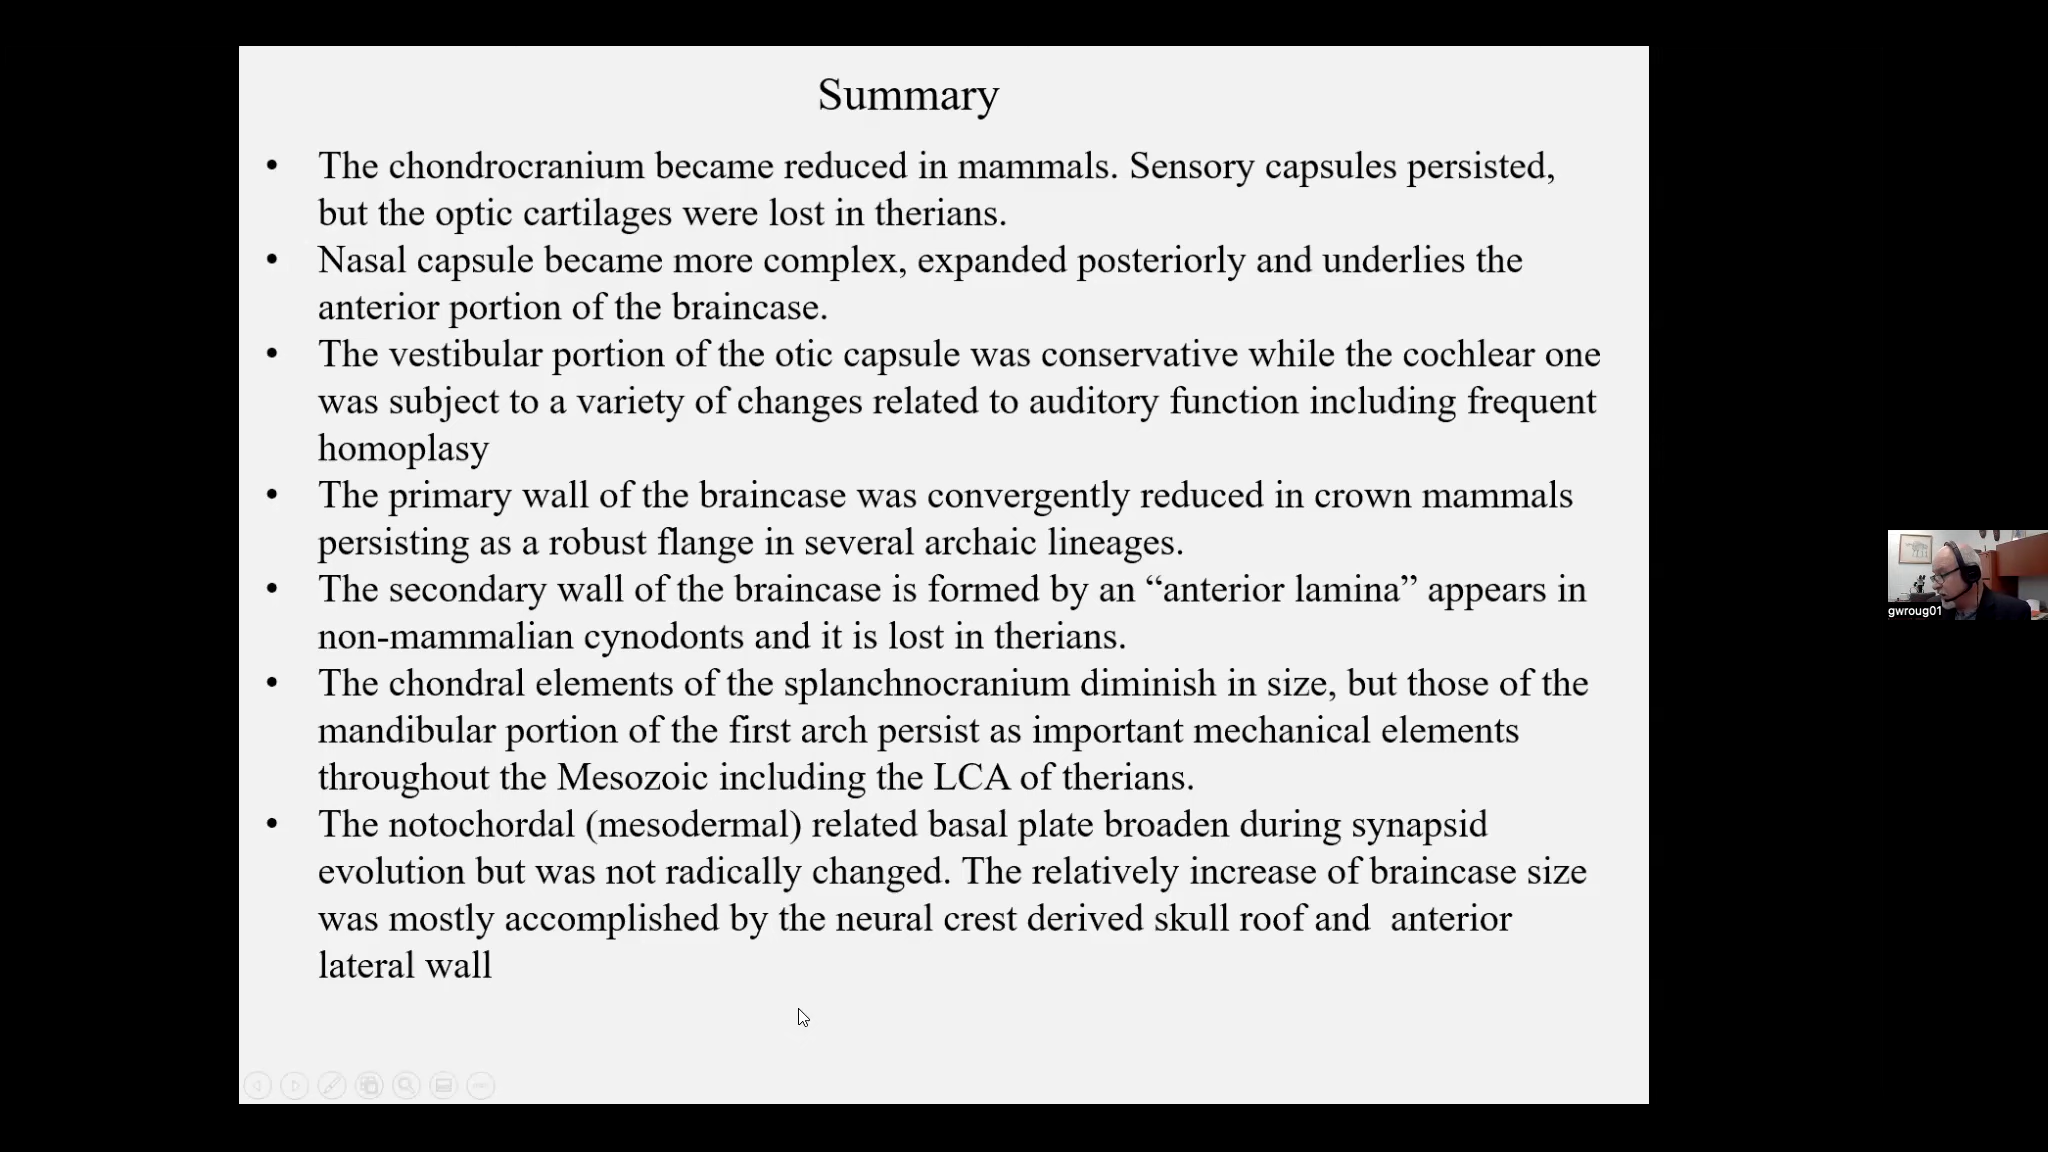 Summary
• The chondrocranium became reduced in mammals. Sensory capsules persisted,
but the optic cartilages were lost in therians.
• Nasal capsule became more complex, expanded posteriorly and underlies the
anterior portion of the braincase.
• The vestibular portion of the otic capsule was conservative while the cochlear one
was subject to a variety of changes related to auditory function including frequent
homoplasy
• The primary wall of the braincase was convergently reduced in crown mammals
persisting as a robust flange in several archaic lineages.
• The secondary wall of the braincase is formed by an “anterior lamina” appears in
non-mammalian cynodonts and it is lost in therians.
• The chondral elements of the splanchnocranium diminish in size, but those of the
mandibular portion of the first arch persist as important mechanical elements
throughout the Mesozoic including the LCA of therians.
• The notochordal (mesodermal) related basal plate broaden during synapsid
evolution but was not radically changed. The relatively increase of braincase size
was mostly accomplished by the neural crest derived skull roof and  anterior
lateral wall
gwroug01